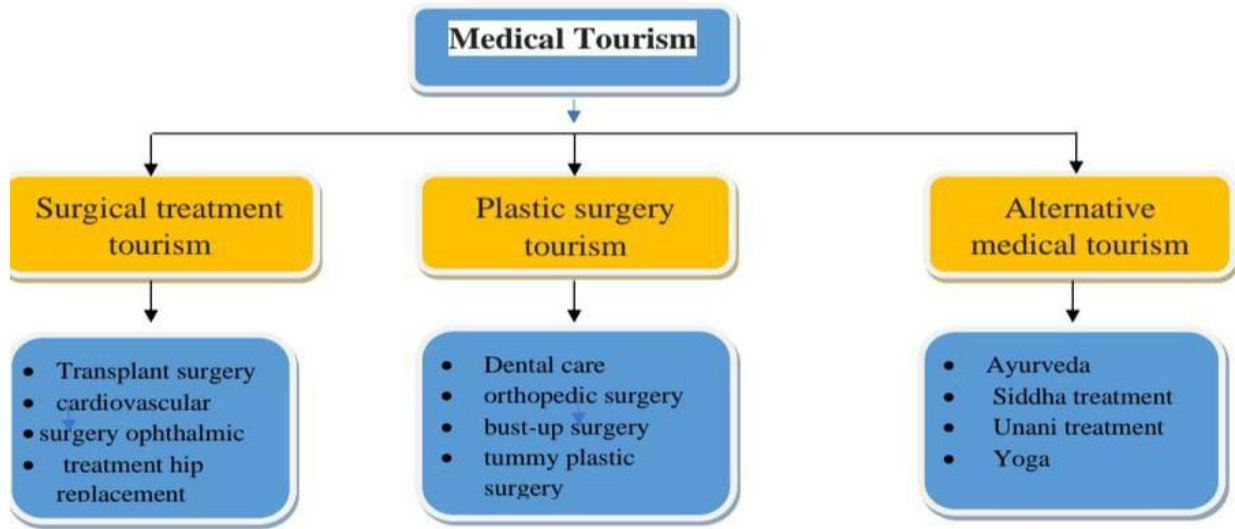 Medical Tourism
Surgical treatment
tourism
Plastic surgery
tourism
Alternative
medical tourism
• Transplant surgery
• cardiovascular
• surgery ophthalmic
• treatment hip
replacement
• Dental care
• orthopedic surgery
• bust-up surgery
• tummy plastic
surgery
• Ayurveda
• Siddha treatment
• Unani treatment
• Yoga